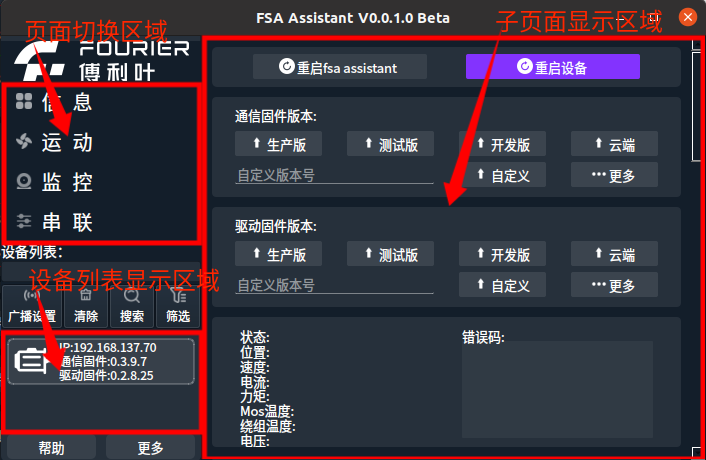 FSA Assistant V0.0.1.0 Beta
页面切换区域
子页面显示区域
FOURIER
傅利叶
信 息
运 动
监 控
串 联
设备列表:
设备列表显示区域
广播设置
清除
搜索
筛选
IP:192.168.137.70
通信固件:0.3.9.7
驱动固件:0.2.8.25
帮助
更多
重启fsa assistant
重启设备
通信固件版本:
生产版
测试版
开发版
云端
自定义版本号
自定义
更多
驱动固件版本:
生产版
测试版
开发版
云端
自定义版本号
自定义
更多
状态:
位置:
速度:
电流:
力矩:
Mos温度:
绕组温度:
电压:
错误码: